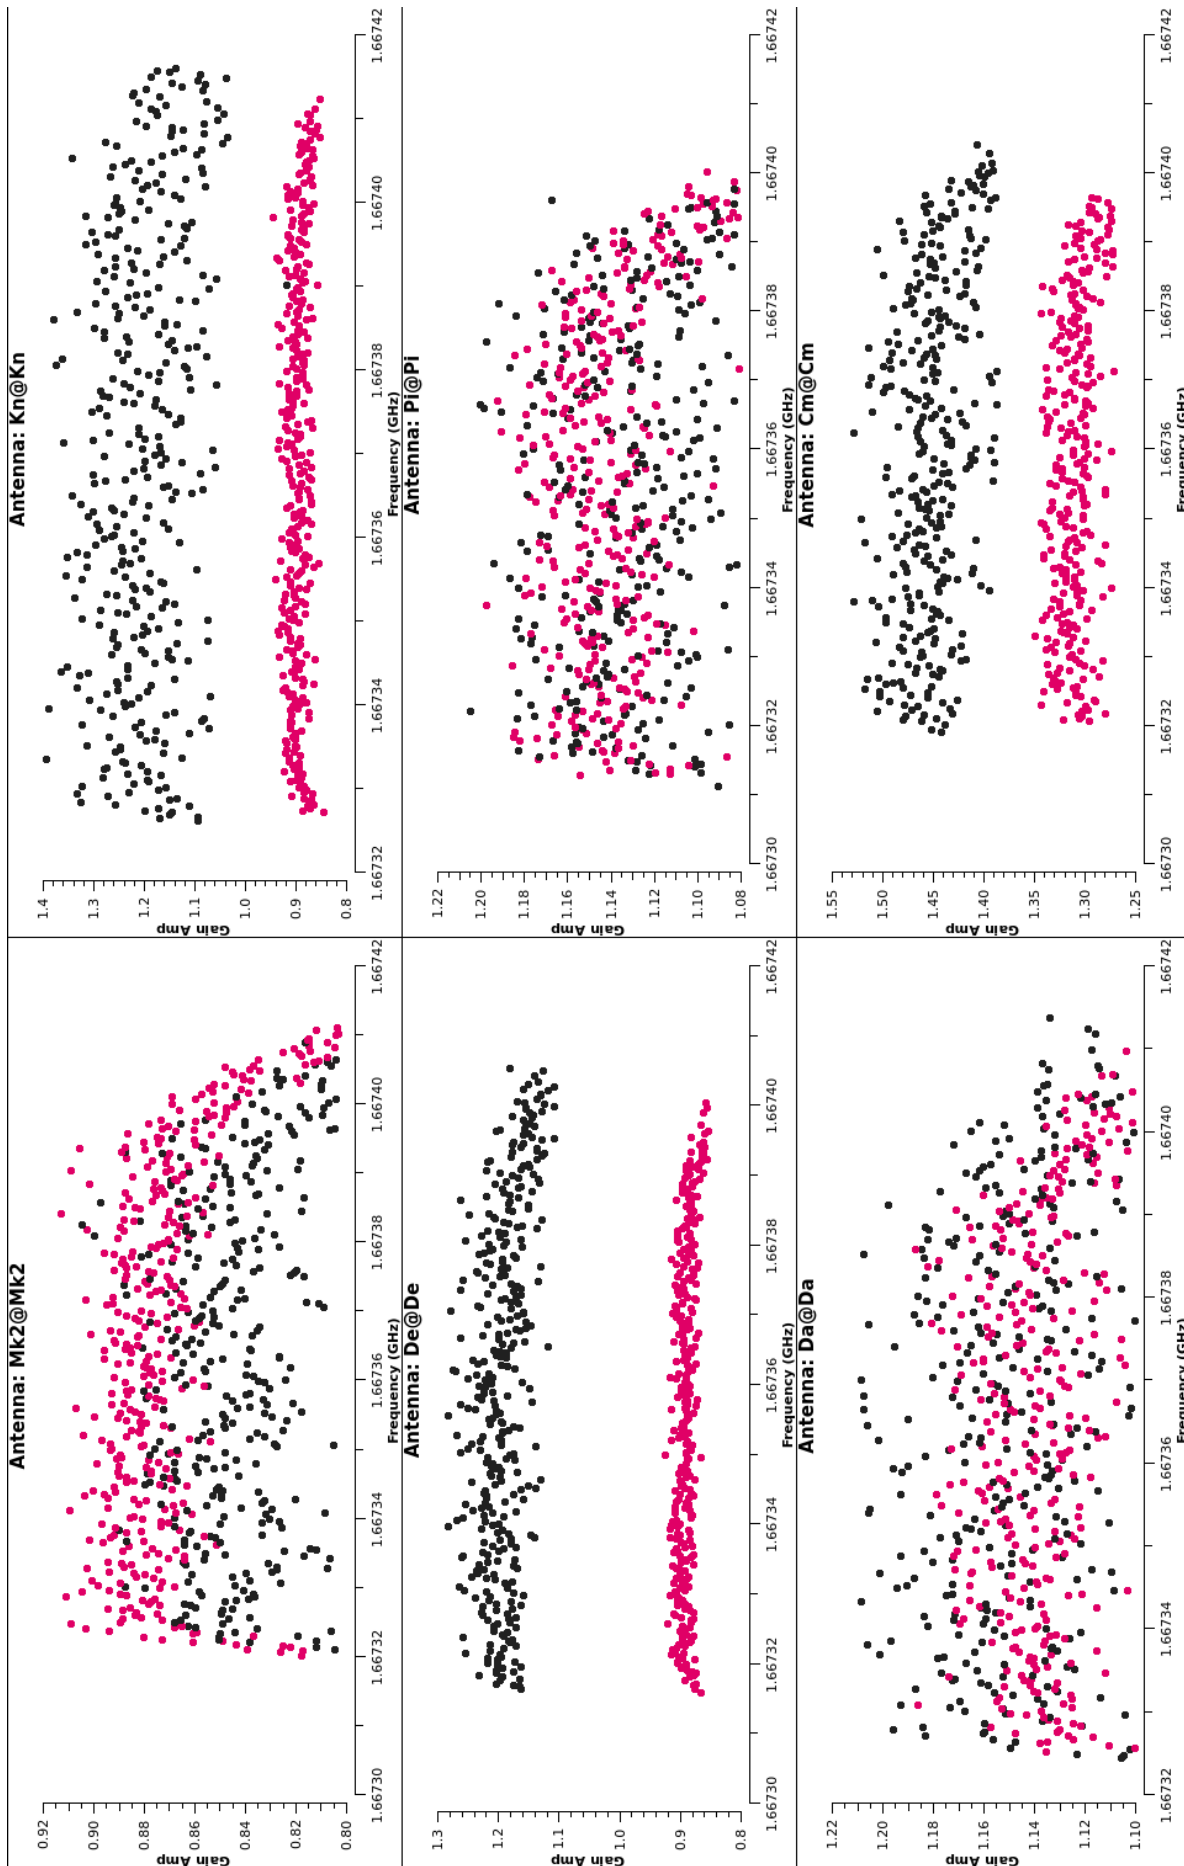 Antenna: Mk2@Mk2
Gain Amp
0.92
0.90
0.88
0.86
0.84
0.82
0.80
1.66730 1.66732 1.66734 1.66736 1.66738 1.66740 1.66742
Frequency (GHz)
Antenna: Kn@Kn
Gain Amp
1.4
1.3
1.2
1.1
1.0
0.9
0.8
1.66732 1.66734 1.66736 1.66738 1.66740 1.66742
Frequency (GHz)
Antenna: De@De
Gain Amp
1.3
1.2
1.1
1.0
0.9
0.8
1.66730 1.66732 1.66734 1.66736 1.66738 1.66740 1.66742
Frequency (GHz)
Antenna: Pi@Pi
Gain Amp
1.22
1.20
1.18
1.16
1.14
1.12
1.10
1.08
1.66730 1.66732 1.66734 1.66736 1.66738 1.66740 1.66742
Frequency (GHz)
Antenna: Da@Da
Gain Amp
1.22
1.20
1.18
1.16
1.14
1.12
1.10
1.66732 1.66734 1.66736 1.66738 1.66740 1.66742
Frequency (GHz)
Antenna: Cm@Cm
Gain Amp
1.55
1.50
1.45
1.40
1.35
1.30
1.25
1.66730 1.66732 1.66734 1.66736 1.66738 1.66740 1.66742
Frequency (GHz)